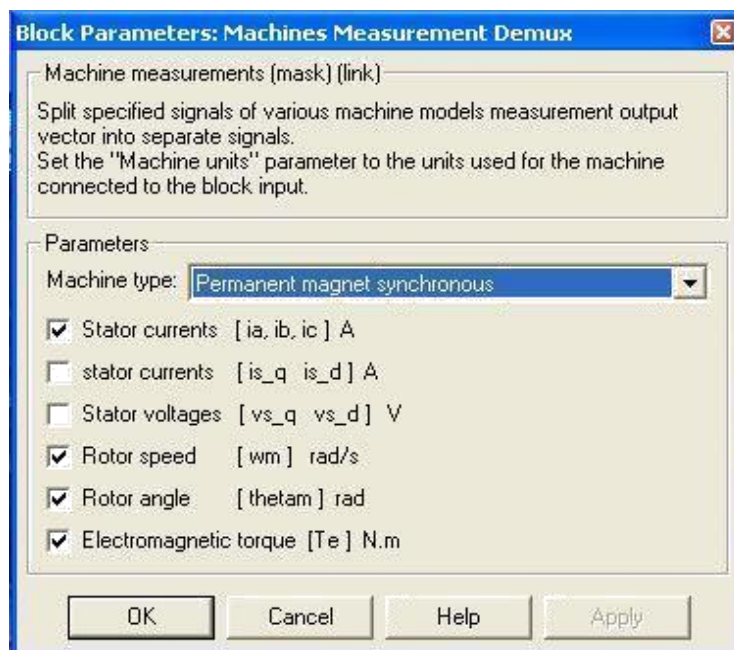 Block Parameters: Machines Measurement Demux
Machine measurements (mask) (link)
Split specified signals of various machine models measurement output
vector into separate signals.
Set the "Machine units" parameter to the units used for the machine
connected to the block input.
Parameters
Machine type: Permanent magnet synchronous
Stator currents [ ia, ib, ic ] A
stator currents [ is_q is_d ] A
Stator voltages [ vs_q vs_d ] V
Rotor speed [ wm ] rad/s
Rotor angle [ thetam ] rad
Electromagnetic torque [Te ] N.m
OK Cancel Help Apply